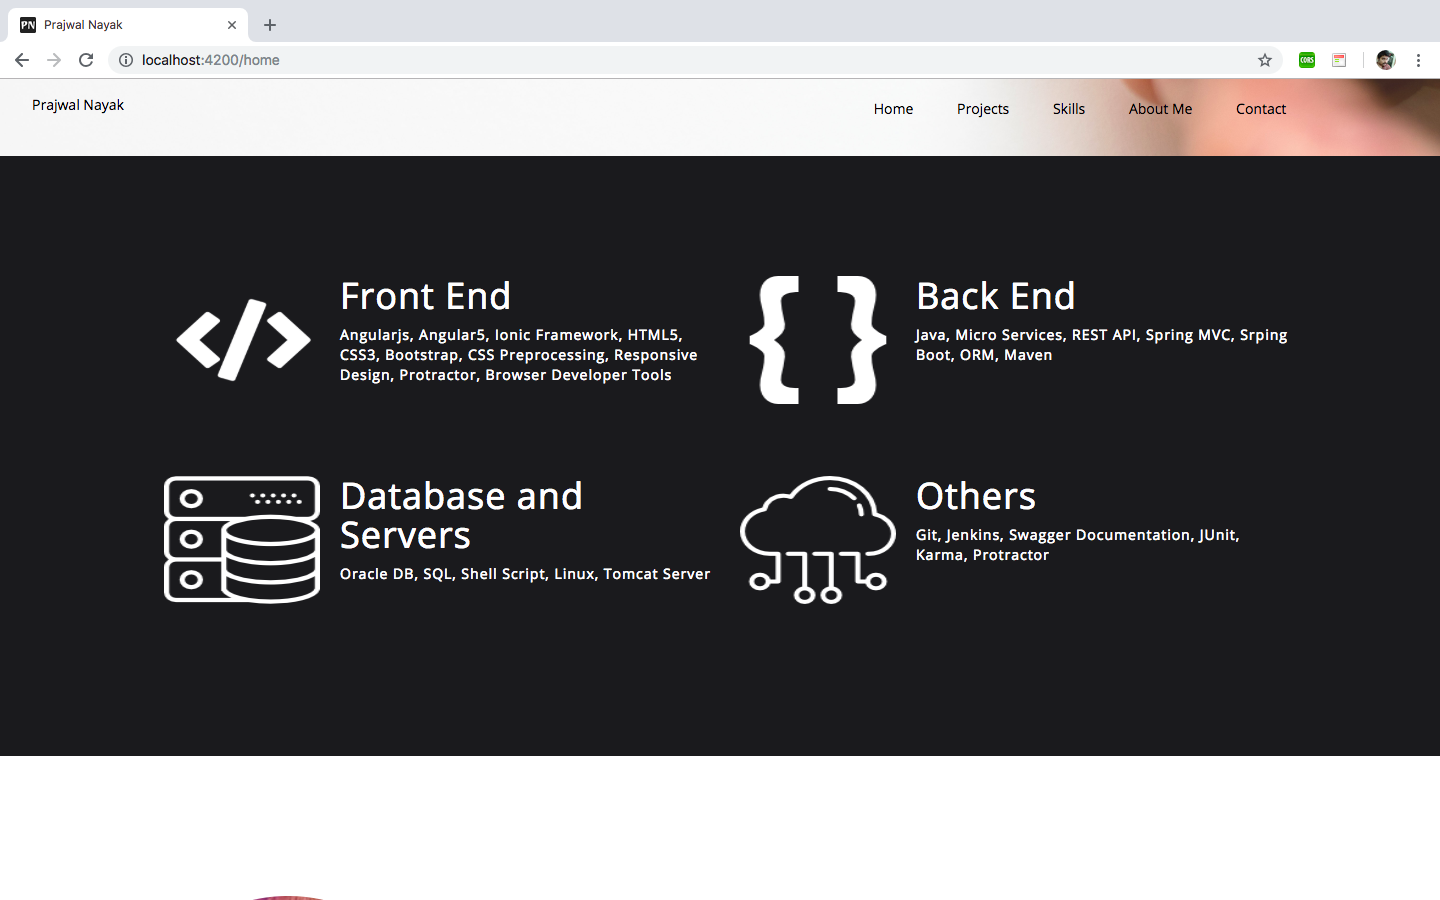 PN Prajwal Nayak
localhost:4200/home
CORS
Prajwal Nayak
Home Projects Skills About Me Contact
Front End
Angularjs, Angular5, Ionic Framework, HTML5,
CSS3, Bootstrap, CSS Preprocessing, Responsive
Design, Protractor, Browser Developer Tools
Back End
Java, Micro Services, REST API, Spring MVC, Srping
Boot, ORM, Maven
Database and
Servers
Oracle DB, SQL, Shell Script, Linux, Tomcat Server
Others
Git, Jenkins, Swagger Documentation, JUnit,
Karma, Protractor